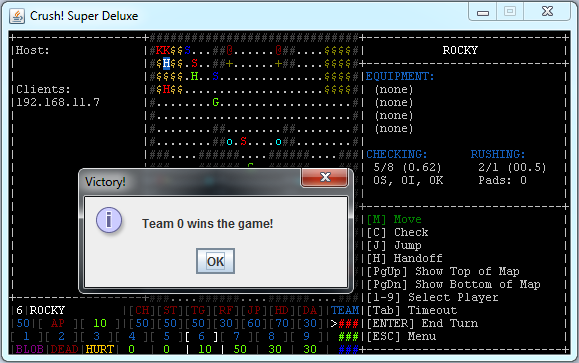 Crush! Super Deluxe
Host:
ROCKY
EQUIPMENT:
(none)
(none)
(none)
(none)
Clients:
192.168.11.7
CHECKING: RUSHING:
5/8 (0.62) 2/1 (00.5)
OS, OI, OK Pads: 0
Victory!
Team 0 wins the game!
OK
[M] Move
[C] Check
[J] Jump
[H] Handoff
[PgUp] Show Top of Map
[PgDn] Show Bottom of Map
[1-9] Select Player
[Tab] Timeout
[ENTER] End Turn
[ESC] Menu
6|ROCKY |[CH][ST][TG][RF][JP][HD][DA]|TEAM
50|[ AP ][ 10 ]|50|50|50|30|60|70|30|>###
[ 1 ][ 2 ][ 3 ][ 4 ][ 5 ][ 6 ][ 7 ][ 8 ][ 9 ] ###
BLOB|DEAD|HURT| 0 | 0 | 10| 50| 30| 30| ###